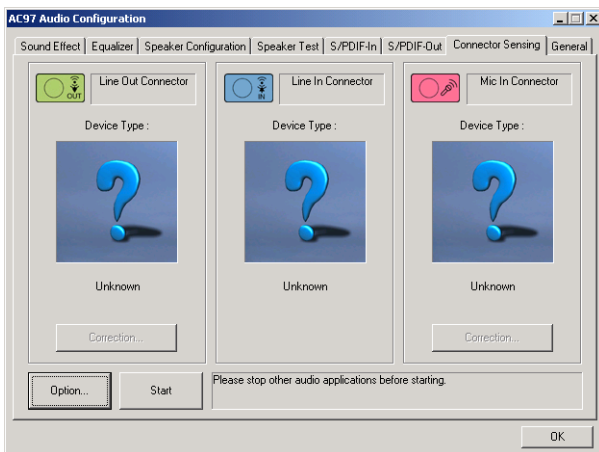 AC97 Audio Configuration
Sound Effect Equalizer Speaker Configuration Speaker Test S/PDIF-In S/PDIF-Out Connector Sensing General
OUT Line Out Connector
IN Line In Connector
Mic In Connector
Device Type :
Device Type :
Device Type :
?
?
?
Unknown
Unknown
Unknown
Correction...
Correction...
Option...
Start
Please stop other audio applications before starting.
OK